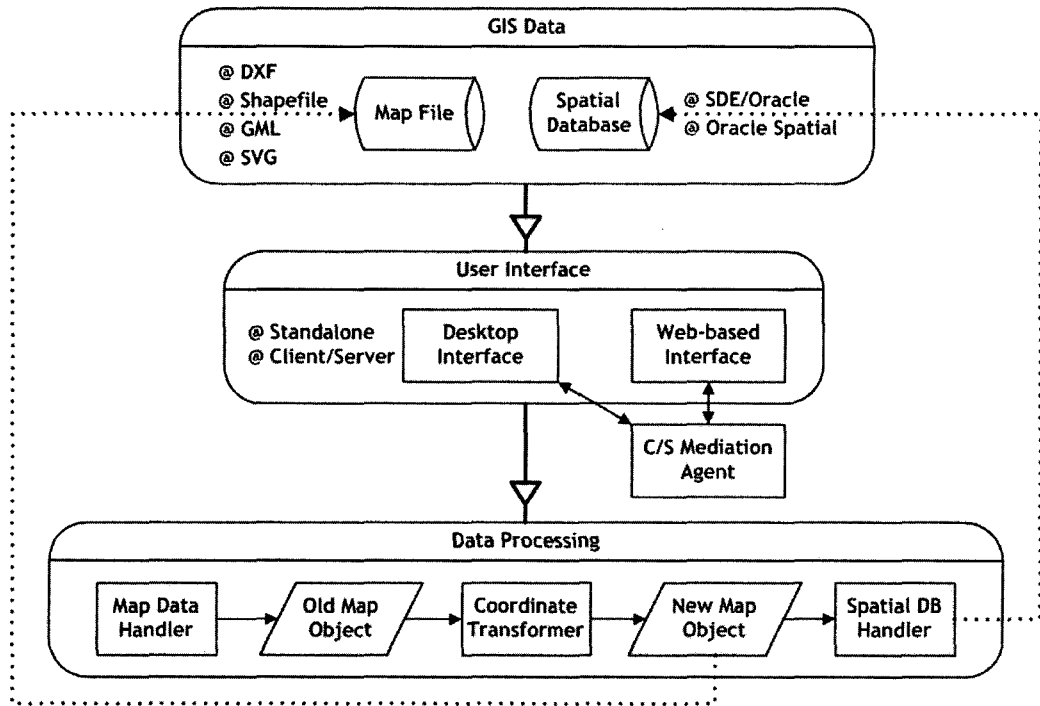 GIS Data
@ DXF
@ Shapefile
@ GML
@ SVG
Map File
Spatial
Database
@ SDE/Oracle
@ Oracle Spatial
User Interface
@ Standalone
@ Client/Server
Desktop
Interface
Web-based
Interface
C/S Mediation
Agent
Data Processing
Map Data
Handler
Old Map
Object
Coordinate
Transformer
New Map
Object
Spatial DB
Handler